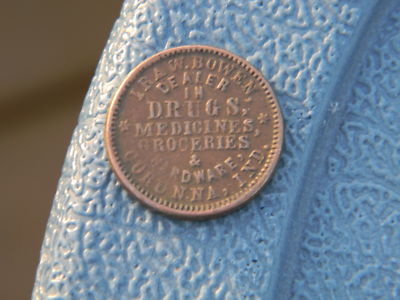 IRA W. BOWEN,
DEALER
IN
DRUGS,
MEDICINES,
GROCERIES
&
HARDWARE.
CORUNNA, IND.